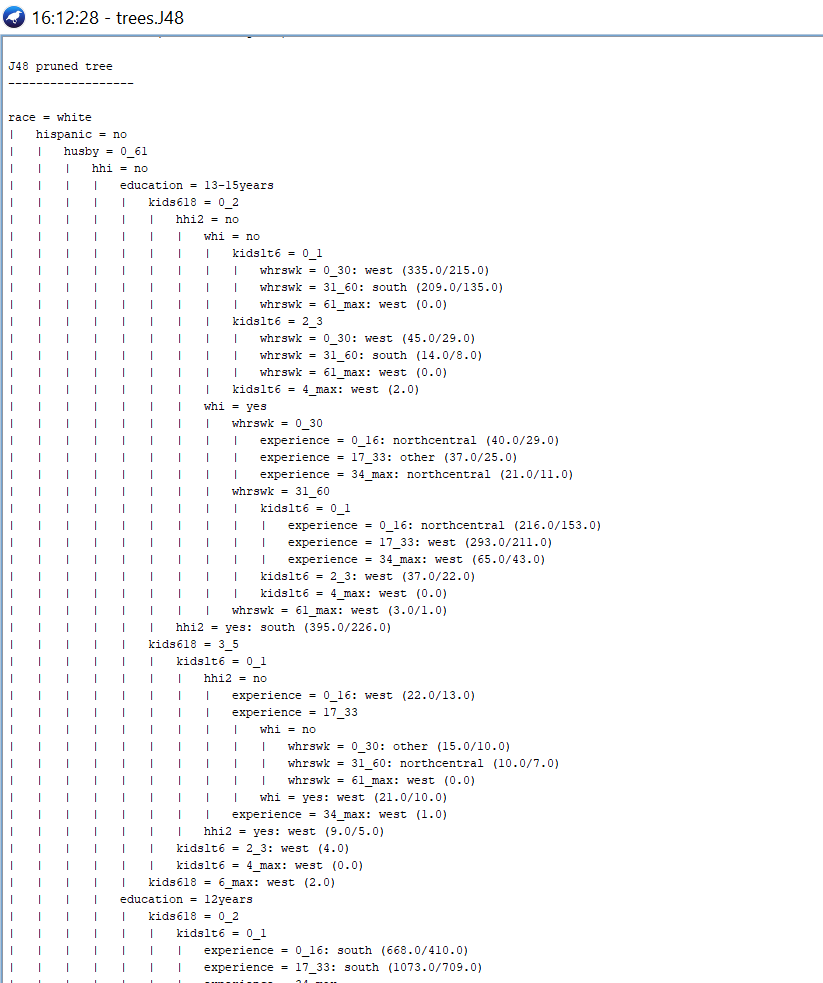 16:12:28 - trees.J48
J48 pruned tree
------------------
race = white
|   hispanic = no
|   |   husby = 0_61
|   |   |   hhi = no
|   |   |   |   education = 13-15years
|   |   |   |   |   kids618 = 0_2
|   |   |   |   |   |   hhi2 = no
|   |   |   |   |   |   |   whi = no
|   |   |   |   |   |   |   |   kidslt6 = 0_1
|   |   |   |   |   |   |   |   |   whrswk = 0_30: west (335.0/215.0)
|   |   |   |   |   |   |   |   |   whrswk = 31_60: south (209.0/135.0)
|   |   |   |   |   |   |   |   |   whrswk = 61_max: west (0.0)
|   |   |   |   |   |   |   |   kidslt6 = 2_3
|   |   |   |   |   |   |   |   |   whrswk = 0_30: west (45.0/29.0)
|   |   |   |   |   |   |   |   |   whrswk = 31_60: south (14.0/8.0)
|   |   |   |   |   |   |   |   |   whrswk = 61_max: west (0.0)
|   |   |   |   |   |   |   |   kidslt6 = 4_max: west (2.0)
|   |   |   |   |   |   |   whi = yes
|   |   |   |   |   |   |   |   whrswk = 0_30
|   |   |   |   |   |   |   |   |   experience = 0_16: northcentral (40.0/29.0)
|   |   |   |   |   |   |   |   |   experience = 17_33: other (37.0/25.0)
|   |   |   |   |   |   |   |   |   experience = 34_max: northcentral (21.0/11.0)
|   |   |   |   |   |   |   |   whrswk = 31_60
|   |   |   |   |   |   |   |   |   kidslt6 = 0_1
|   |   |   |   |   |   |   |   |   |   experience = 0_16: northcentral (216.0/153.0)
|   |   |   |   |   |   |   |   |   |   experience = 17_33: west (293.0/211.0)
|   |   |   |   |   |   |   |   |   |   experience = 34_max: west (65.0/43.0)
|   |   |   |   |   |   |   |   |   kidslt6 = 2_3: west (37.0/22.0)
|   |   |   |   |   |   |   |   |   kidslt6 = 4_max: west (0.0)
|   |   |   |   |   |   |   |   whrswk = 61_max: west (3.0/1.0)
|   |   |   |   |   |   hhi2 = yes: south (395.0/226.0)
|   |   |   |   |   kids618 = 3_5
|   |   |   |   |   |   kidslt6 = 0_1
|   |   |   |   |   |   |   hhi2 = no
|   |   |   |   |   |   |   |   experience = 0_16: west (22.0/13.0)
|   |   |   |   |   |   |   |   experience = 17_33
|   |   |   |   |   |   |   |   |   whi = no
|   |   |   |   |   |   |   |   |   |   whrswk = 0_30: other (15.0/10.0)
|   |   |   |   |   |   |   |   |   |   whrswk = 31_60: northcentral (10.0/7.0)
|   |   |   |   |   |   |   |   |   |   whrswk = 61_max: west (0.0)
|   |   |   |   |   |   |   |   |   whi = yes: west (21.0/10.0)
|   |   |   |   |   |   |   |   experience = 34_max: west (1.0)
|   |   |   |   |   |   |   hhi2 = yes: west (9.0/5.0)
|   |   |   |   |   |   kidslt6 = 2_3: west (4.0)
|   |   |   |   |   |   kidslt6 = 4_max: west (0.0)
|   |   |   |   |   kids618 = 6_max: west (2.0)
|   |   |   |   education = 12years
|   |   |   |   |   kids618 = 0_2
|   |   |   |   |   |   kidslt6 = 0_1
|   |   |   |   |   |   |   experience = 0_16: south (668.0/410.0)
|   |   |   |   |   |   |   experience = 17_33: south (1073.0/709.0)